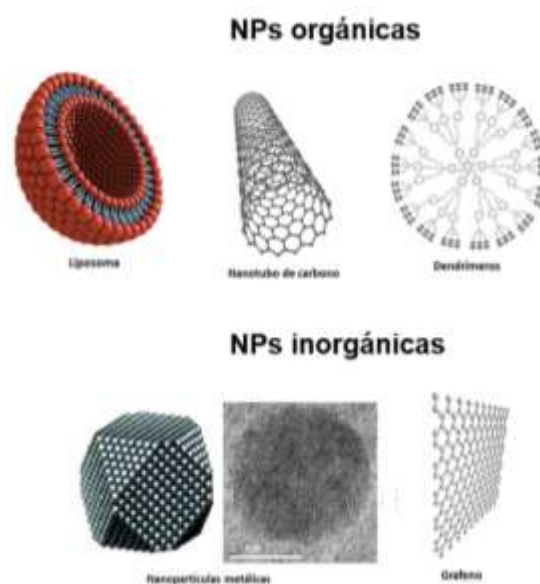 NPs orgánicas
Liposoma
Nanotubo de carbono
Dendrímeros
NPs inorgánicas
Nanopartículas metálicas
Grafeno